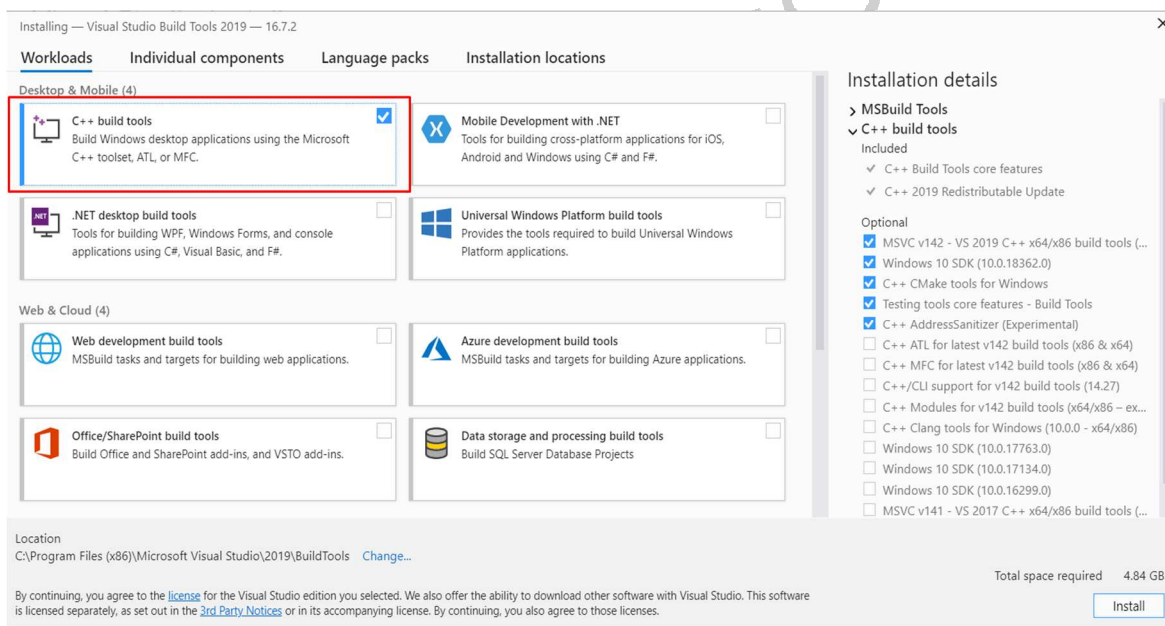 Installing — Visual Studio Build Tools 2019 — 16.7.2
Workloads
Individual components
Language packs
Installation locations
Desktop & Mobile (4)
C++ build tools
Build Windows desktop applications using the Microsoft
C++ toolset, ATL, or MFC.
Mobile Development with .NET
Tools for building cross-platform applications for iOS,
Android and Windows using C# and F#.
.NET
.NET desktop build tools
Tools for building WPF, Windows Forms, and console
applications using C#, Visual Basic, and F#.
Universal Windows Platform build tools
Provides the tools required to build Universal Windows
Platform applications.
Web & Cloud (4)
Web development build tools
MSBuild tasks and targets for building web applications.
Azure development build tools
MSBuild tasks and targets for building Azure applications.
Office/SharePoint build tools
Build Office and SharePoint add-ins, and VSTO add-ins.
Data storage and processing build tools
Build SQL Server Database Projects
Installation details
MSBuild Tools
C++ build tools
Included
C++ Build Tools core features
C++ 2019 Redistributable Update
Optional
MSVC v142 - VS 2019 C++ x64/x86 build tools (...
Windows 10 SDK (10.0.18362.0)
C++ CMake tools for Windows
Testing tools core features - Build Tools
C++ AddressSanitizer (Experimental)
C++ ATL for latest v142 build tools (x86 & x64)
C++ MFC for latest v142 build tools (x86 & x64)
C++/CLI support for v142 build tools (14.27)
C++ Modules for v142 build tools (x64/x86 – ex...
C++ Clang tools for Windows (10.0.0 - x64/x86)
Windows 10 SDK (10.0.17763.0)
Windows 10 SDK (10.0.17134.0)
Windows 10 SDK (10.0.16299.0)
MSVC v141 - VS 2017 C++ x64/x86 build tools (...
Location
C:\Program Files (x86)\Microsoft Visual Studio\2019\BuildTools Change...
Total space required 4.84 GB
By continuing, you agree to the license for the Visual Studio edition you selected. We also offer the ability to download other software with Visual Studio. This software
is licensed separately, as set out in the 3rd Party Notices or in its accompanying license. By continuing, you also agree to those licenses.
Install